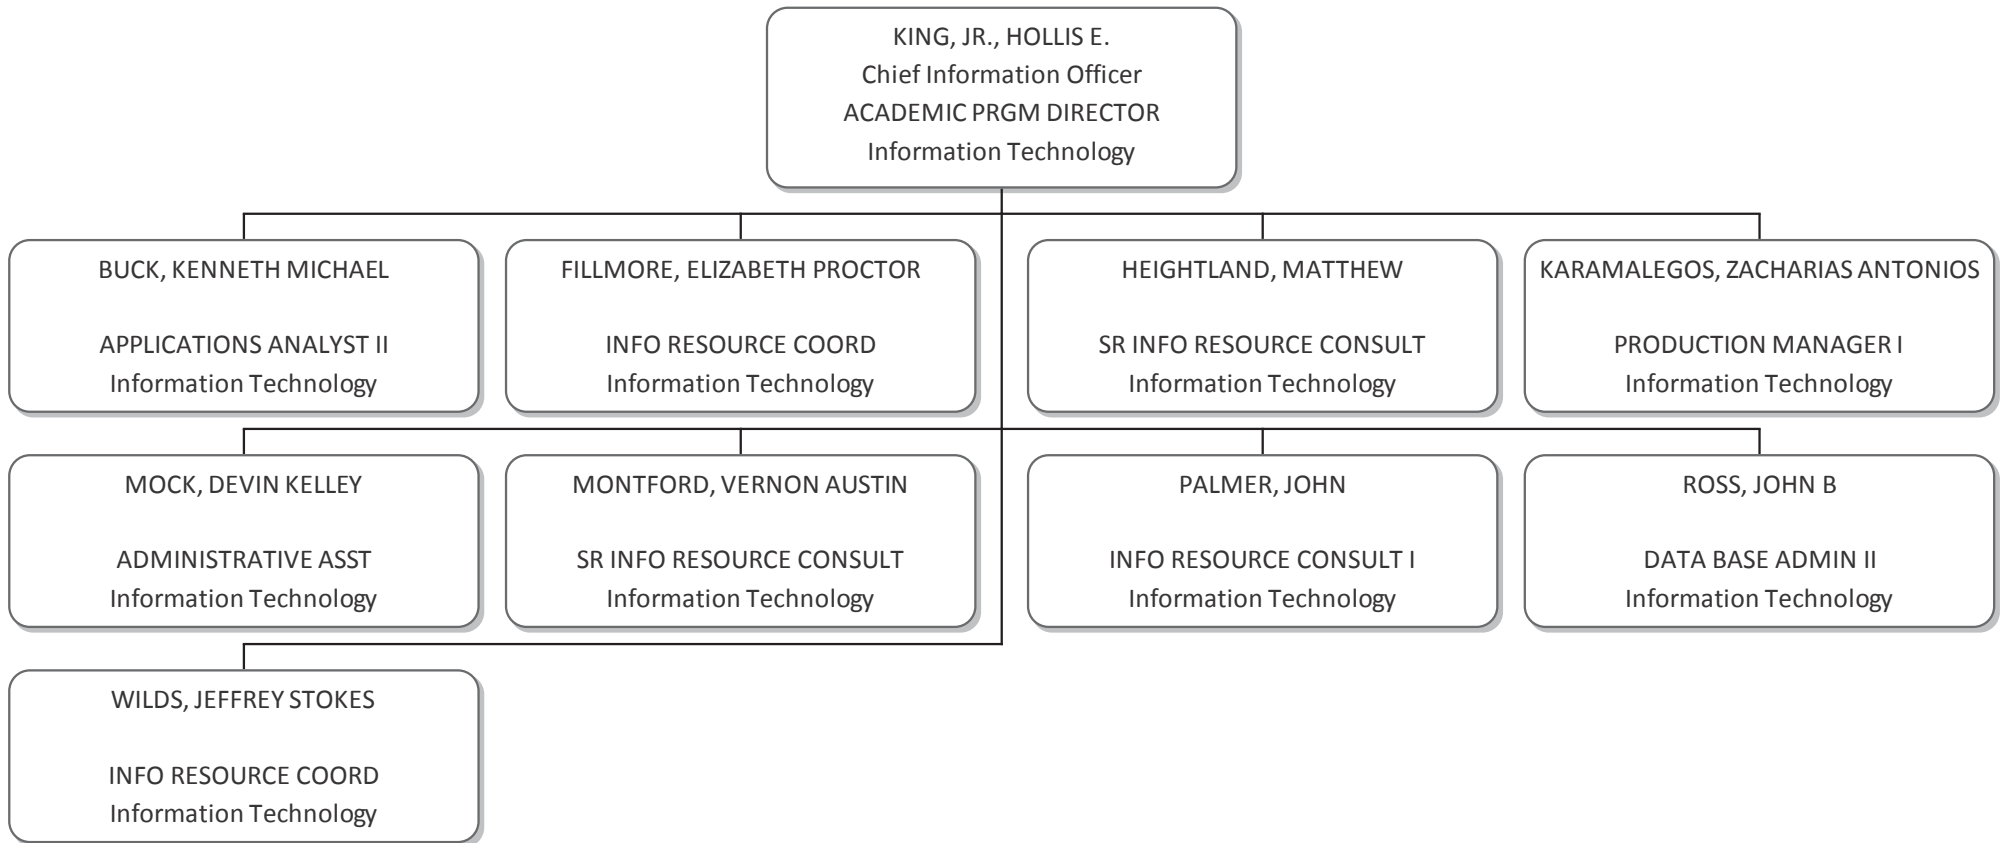 KING, JR., HOLLIS E.
Chief Information Officer
ACADEMIC PRGM DIRECTOR
Information Technology
BUCK, KENNETH MICHAEL
APPLICATIONS ANALYST II
Information Technology
FILLMORE, ELIZABETH PROCTOR
INFO RESOURCE COORD
Information Technology
HEIGHTLAND, MATTHEW
SR INFO RESOURCE CONSULT
Information Technology
KARAMALEGOS, ZACHARIAS ANTONIOS
PRODUCTION MANAGER I
Information Technology
MOCK, DEVIN KELLEY
ADMINISTRATIVE ASST
Information Technology
MONTFORD, VERNON AUSTIN
SR INFO RESOURCE CONSULT
Information Technology
PALMER, JOHN
INFO RESOURCE CONSULT I
Information Technology
ROSS, JOHN B
DATA BASE ADMIN II
Information Technology
WILDS, JEFFREY STOKES
INFO RESOURCE COORD
Information Technology